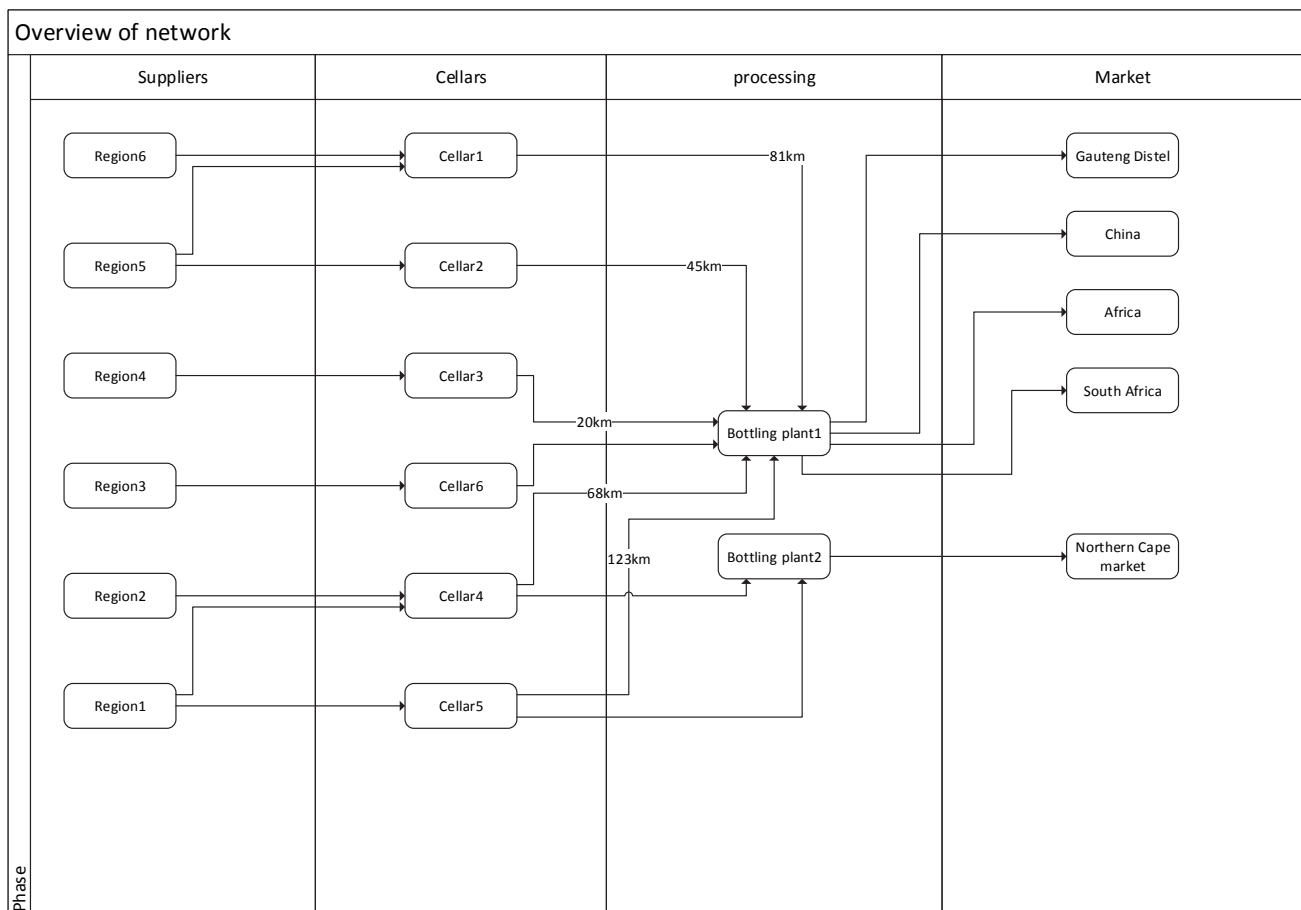 Overview of network
Suppliers
Cellars
processing
Market
Region6
Cellar1
81km
Gauteng Distel
China
Region5
Cellar2
45km
Africa
Region4
Cellar3
South Africa
20km
Bottling plant1
Region3
Cellar6
68km
123km
Bottling plant2
Northern Cape
market
Region2
Cellar4
Region1
Cellar5
Phase